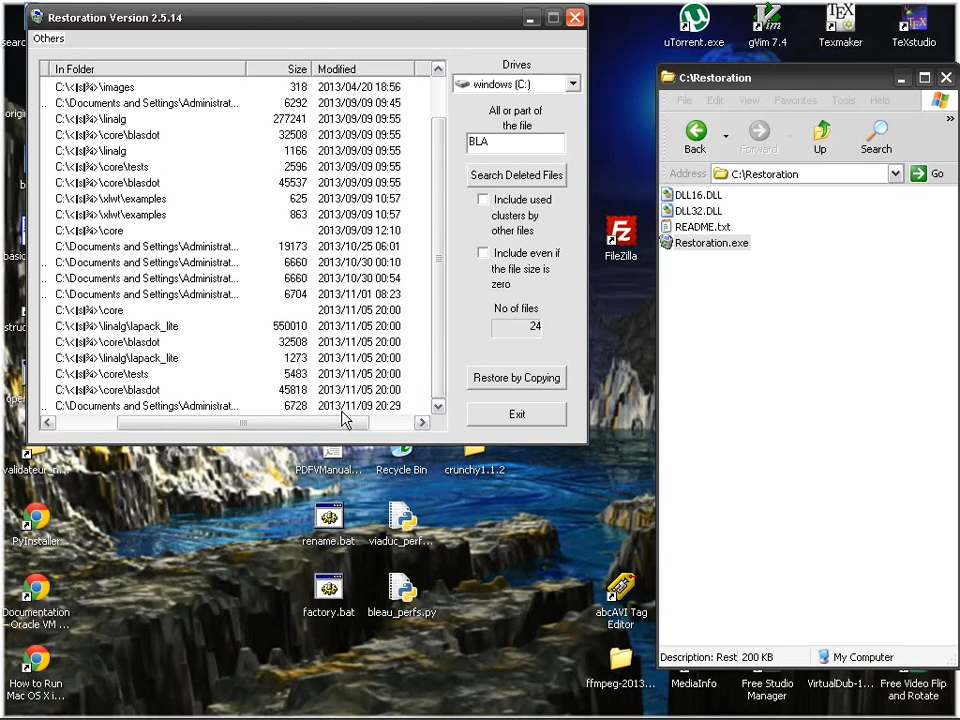 Restoration Version 2.5.14
Others
In Folder Size Modified
images 318 2013/04/20 18:56
.. C:\Documents and Settings\Administrat... 6292 2013/09/09 09:45
linalg 277241 2013/09/09 09:55
\core\blasdot 32508 2013/09/09 09:55
\linalg 1166 2013/09/09 09:55
\core\tests 2596 2013/09/09 09:55
\core\blasdot 45537 2013/09/09 09:55
\xlwt\examples 625 2013/09/09 10:57
\xlwt\examples 863 2013/09/09 10:57
\core 2013/09/09 12:10
C:\Documents and Settings\Administrat... 19173 2013/10/25 06:01
.. C:\Documents and Settings\Administrat... 6660 2013/10/30 00:10
.. C:\Documents and Settings\Administrat... 6660 2013/10/30 00:54
.. C:\Documents and Settings\Administrat... 6704 2013/11/01 08:23
\core 2013/11/05 20:00
\linalg\lapack_lite 550010 2013/11/05 20:00
\core\blasdot 32508 2013/11/05 20:00
\linalg\lapack_lite 1273 2013/11/05 20:00
\core\tests 5483 2013/11/05 20:00
\core\blasdot 45818 2013/11/05 20:00
.. C:\Documents and Settings\Administrat... 6728 2013/11/09 20:29
Drives
windows (C:)
All or part of
the file
BLA
Search Deleted Files
Include used
clusters by
other files
Include even if
the file size is
zero
No of files
24
Restore by Copying
Exit
uTorrent.exe
gVim 7.4
Texmaker
TeXstudio
C:\Restoration
File Edit View Favorites Tools Help
»
Back
Forward
Up
Search
Address C:\Restoration Go
DLL16.DLL
DLL32.DLL
README.txt
Restoration.exe
Description: Rest 200 KB My Computer
FileZilla
PDFVManual...
Recycle Bin
crunchy1.1.2
PyInstaller
rename.bat
viaduc_perf...
Documentation
Oracle VM ...
factory.bat
bleau_perfs.py
abcAVI Tag
Editor
How to Run
Mac OS X i...
ffmpeg-2013...
MediaInfo
Free Studio
Manager
VirtualDub-1...
Free Video Flip
and Rotate